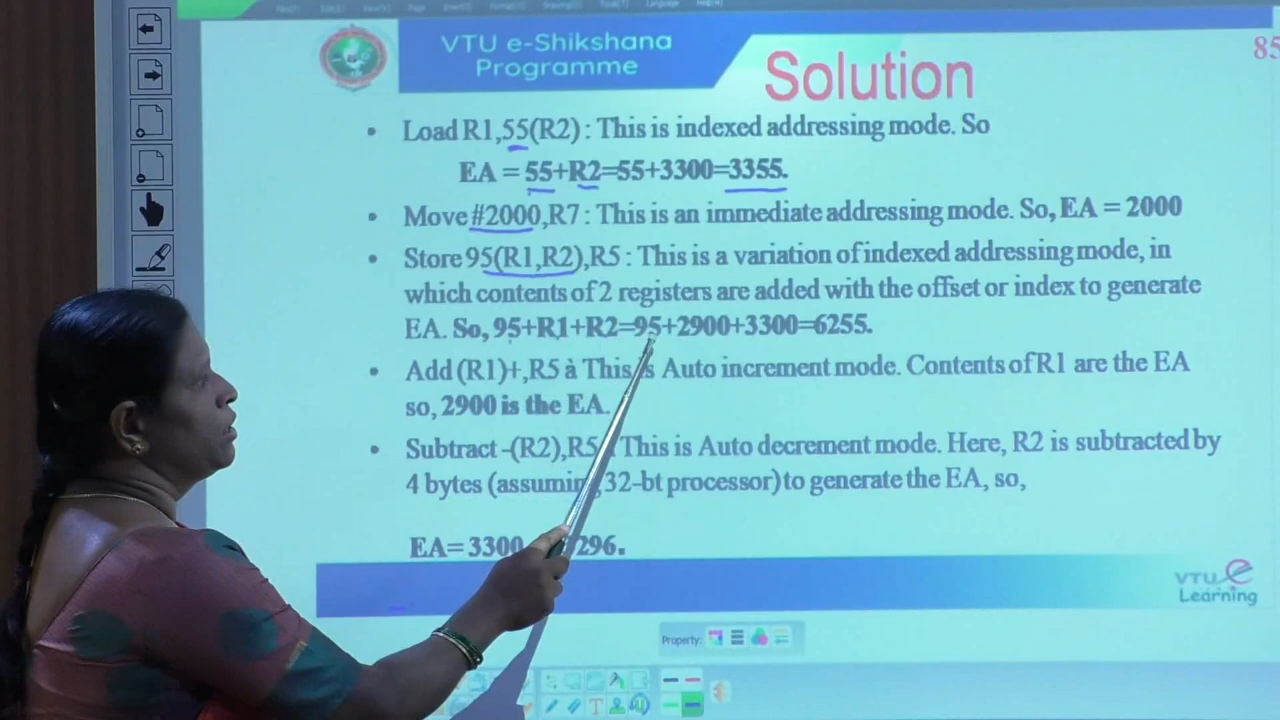 VTU e-Shikshana
Programme
Solution
85
• Load R1,55(R2) : This is indexed addressing mode. So
EA = 55+R2=55+3300=3355.
• Move #2000,R7 : This is an immediate addressing mode. So, EA = 2000
• Store 95(R1,R2),R5 : This is a variation of indexed addressing mode, in
which contents of 2 registers are added with the offset or index to generate
EA. So, 95+R1+R2=95+2900+3300=6255.
• Add (R1)+,R5 à This is Auto increment mode. Contents of R1 are the EA
so, 2900 is the EA.
• Subtract -(R2),R5 This is Auto decrement mode. Here, R2 is subtracted by
4 bytes (assuming 32-bt processor) to generate the EA, so,
EA= 3300 296.
VTU e
Learning
Property: